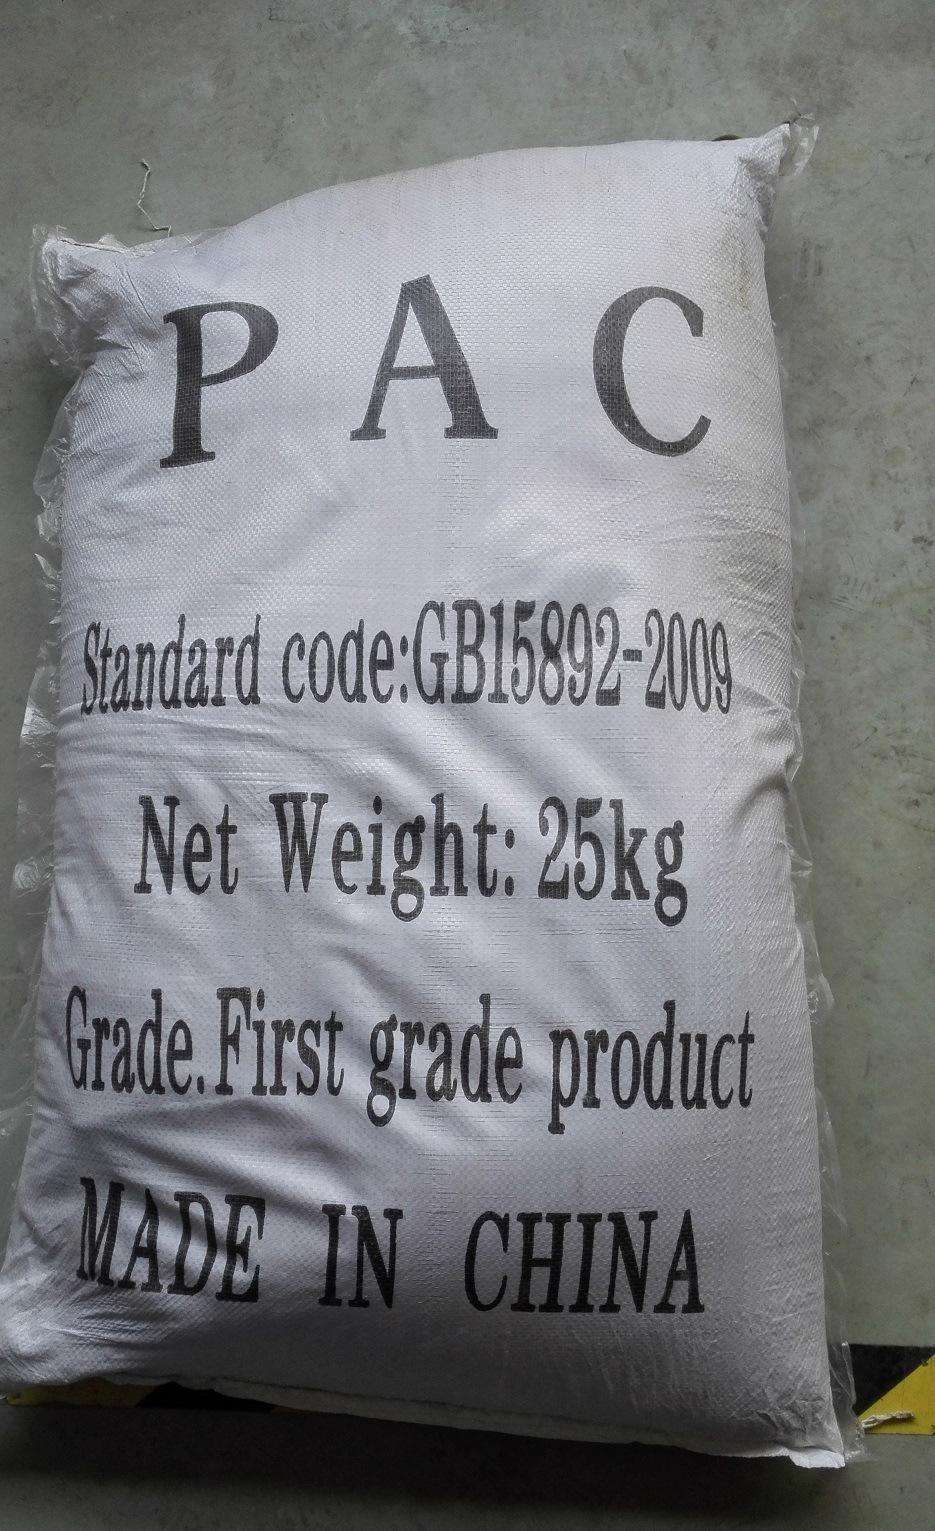 PAC
Standard code:GB15892-2009
Net Weight: 25kg
Grade.First grade product
MADE IN CHINA